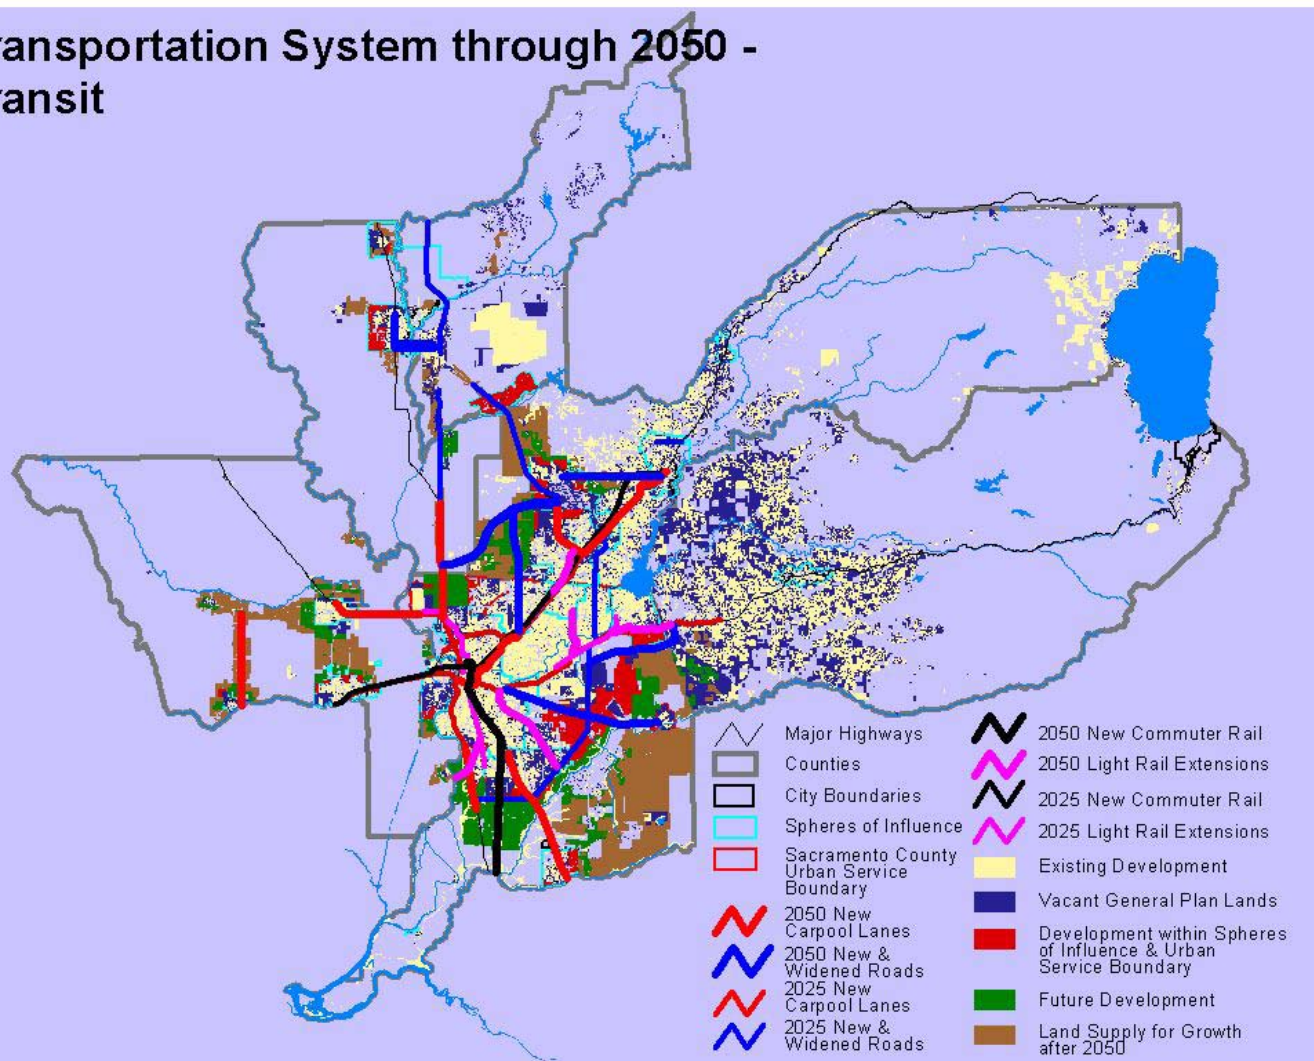 ransportation System through 2050 -
ransit
Major Highways
Counties
City Boundaries
Spheres of Influence
Sacramento County
Urban Service
Boundary
2050 New
Carpool Lanes
2050 New &
Widened Roads
2025 New
Carpool Lanes
2025 New &
Widened Roads
2050 New Commuter Rail
2050 Light Rail Extensions
2025 New Commuter Rail
2025 Light Rail Extensions
Existing Development
Vacant General Plan Lands
Development within Spheres
of Influence & Urban
Service Boundary
Future Development
Land Supply for Growth
after 2050